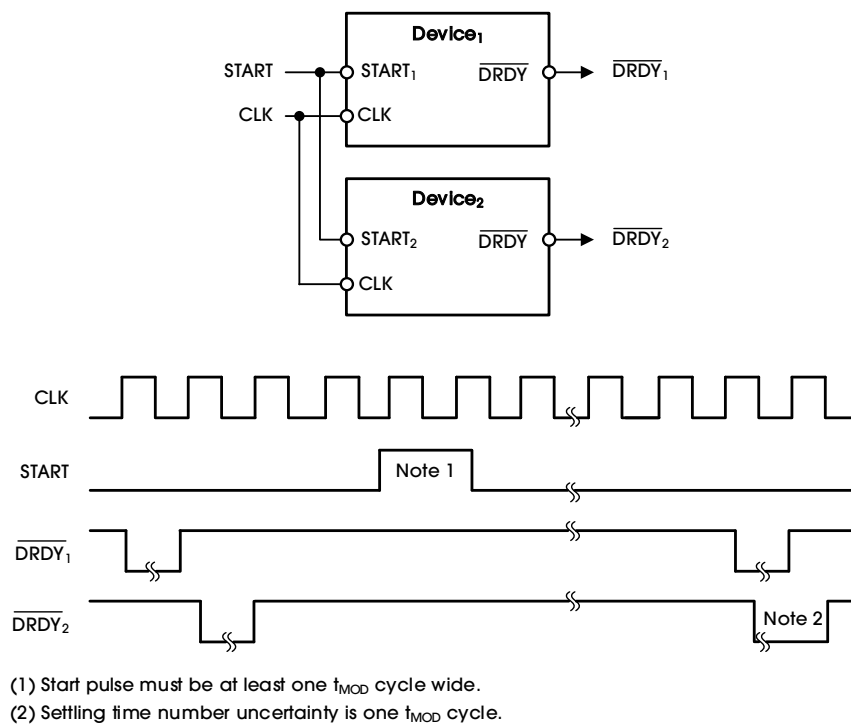 Device₁
START START₁ DRDY DRDY₁
CLK CLK
Device₂
START₂ DRDY DRDY₂
CLK
CLK
START Note 1
DRDY₁
DRDY₂ Note 2
(1) Start pulse must be at least one tMOD cycle wide.
(2) Settling time number uncertainty is one tMOD cycle.